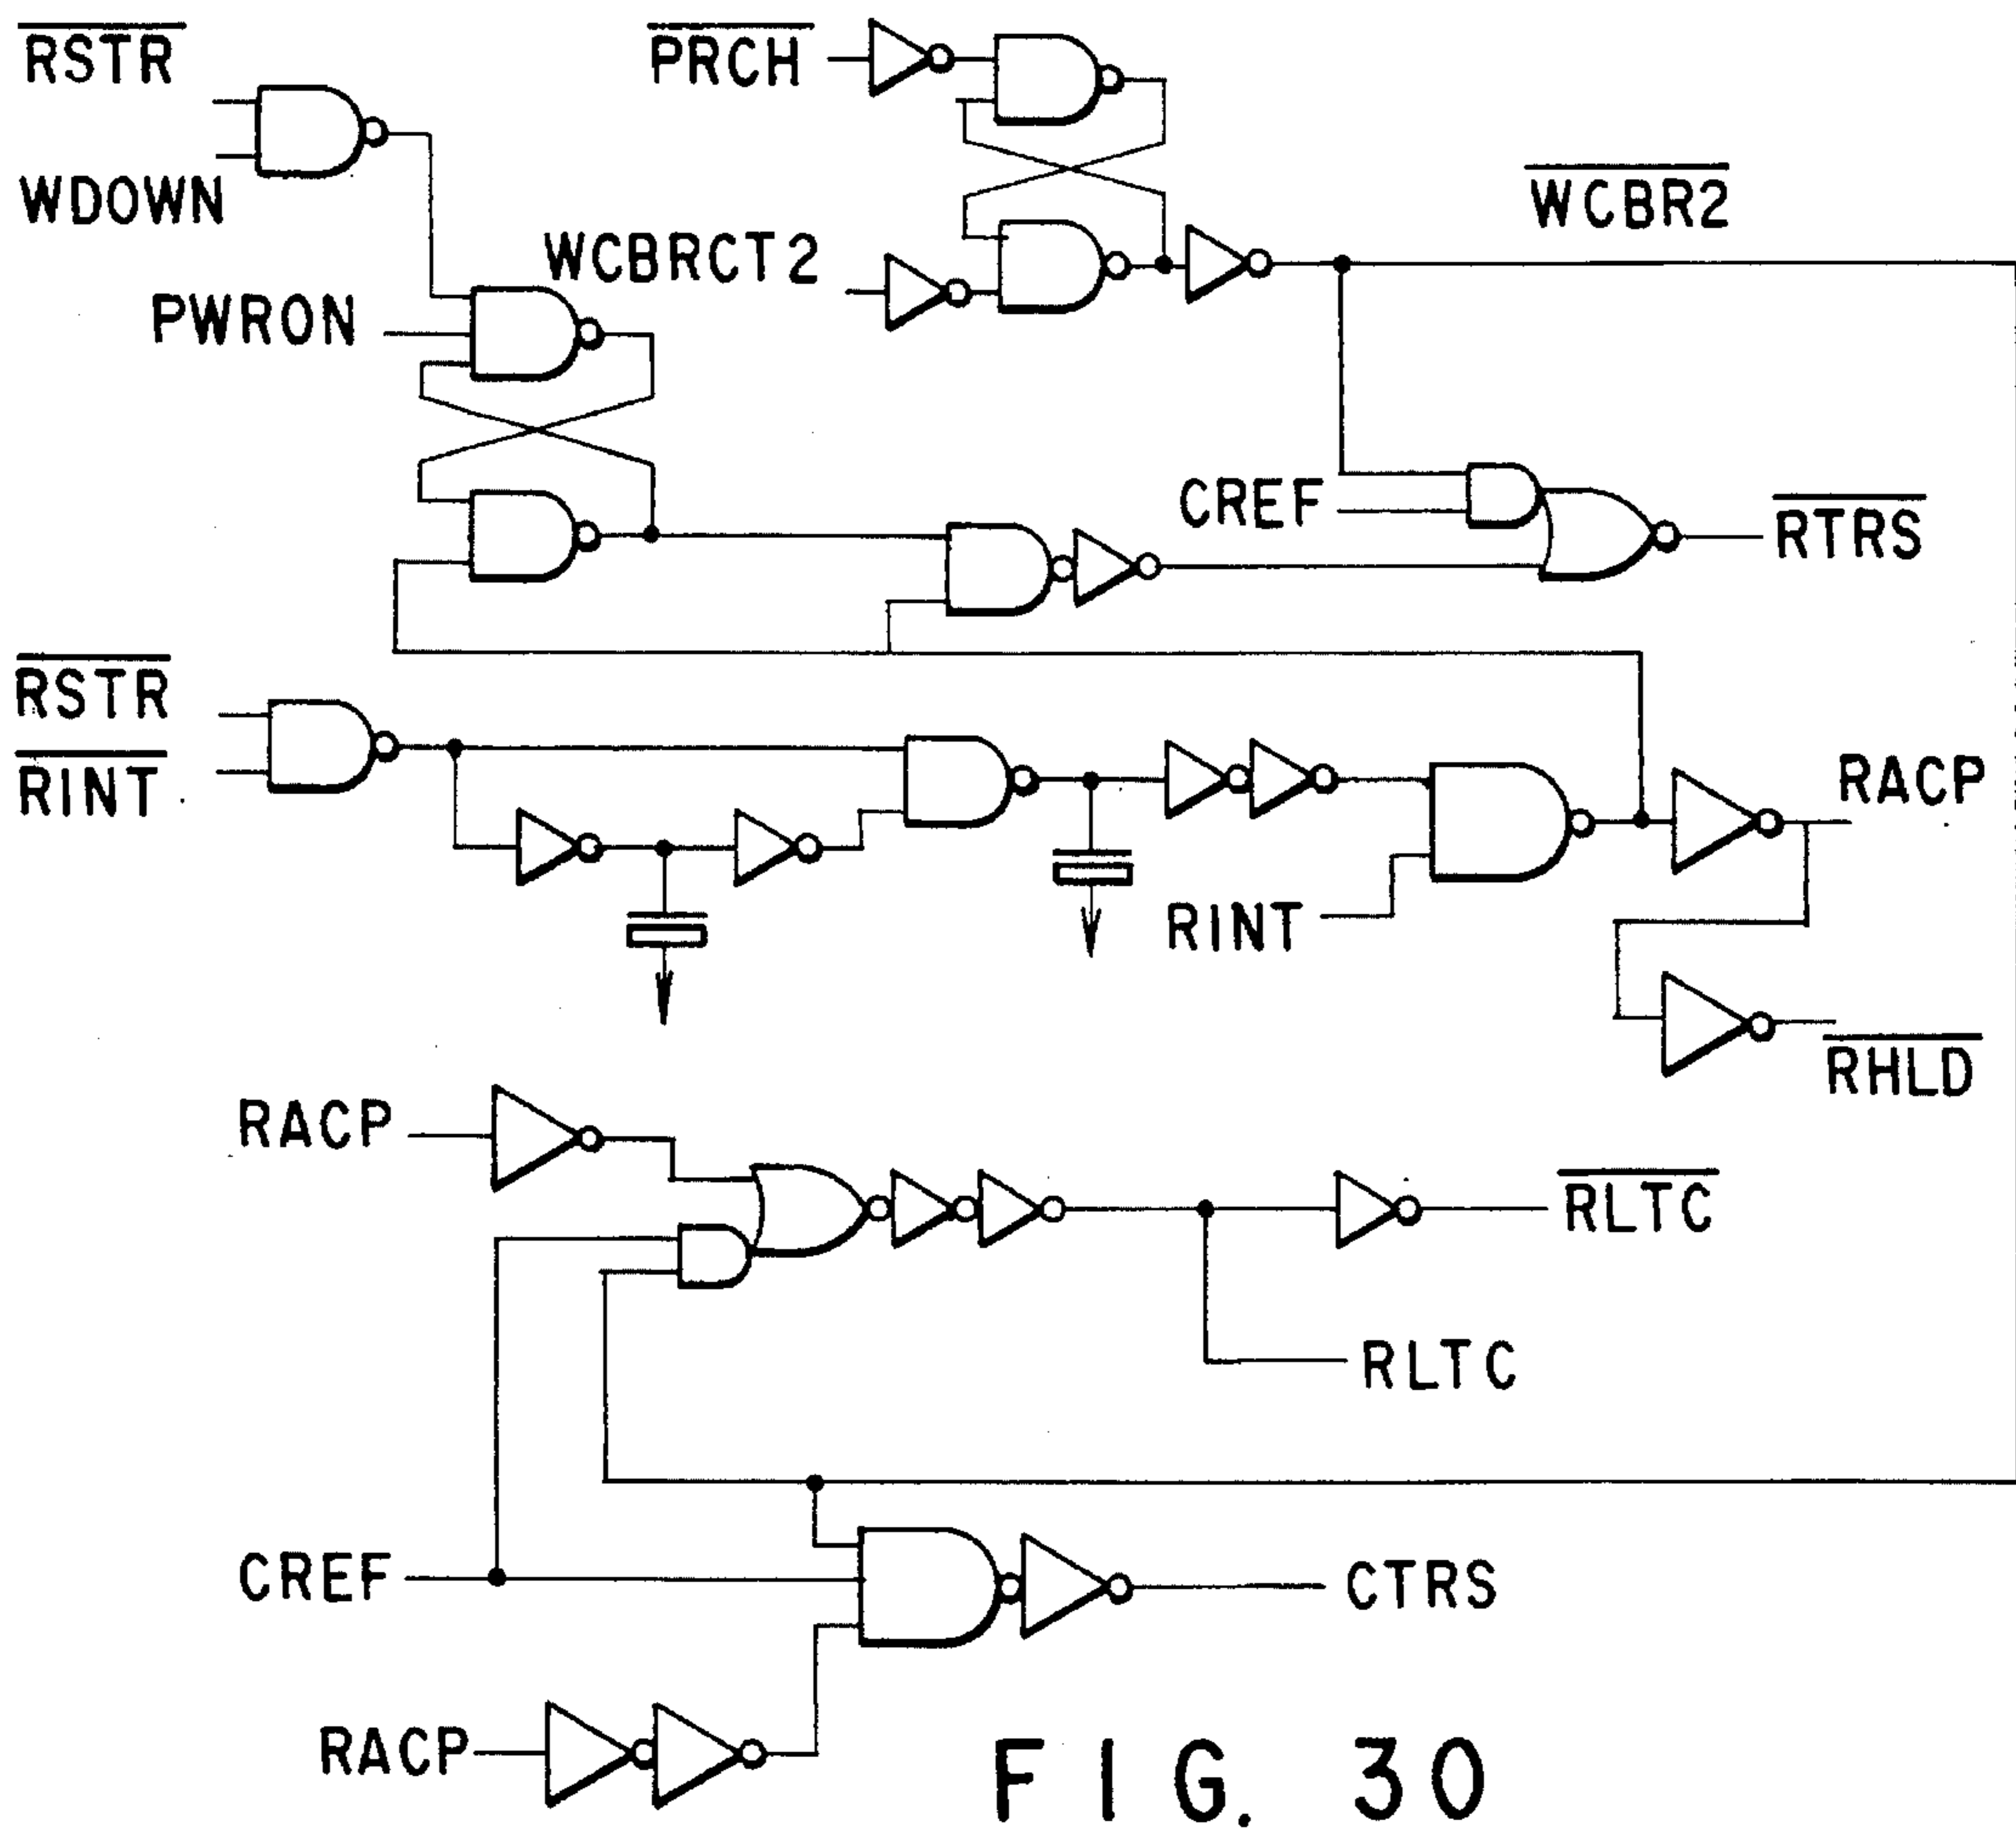 RSTR
PRCH
WDOWN
WCBR2
WCBRCT2
PWRON
CREF
RTRS
RSTR
RINT
RACP
RINT
RHLD
RACP
RLTC
RLTC
CREF
CTRS
RACP
FIG. 30